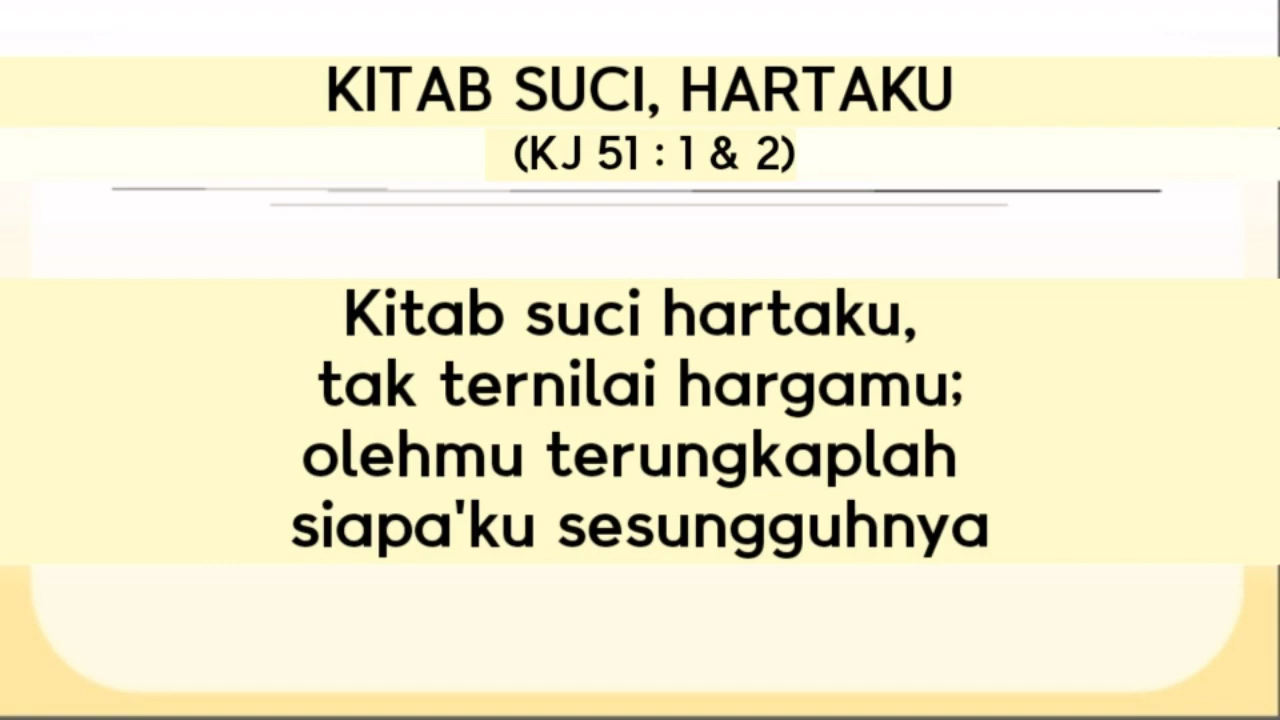 KITAB SUCI, HARTAKU
(KJ 51 : 1 & 2)
Kitab suci hartaku,
tak ternilai hargamu;
olehmu terungkaplah
siapa'ku sesungguhnya